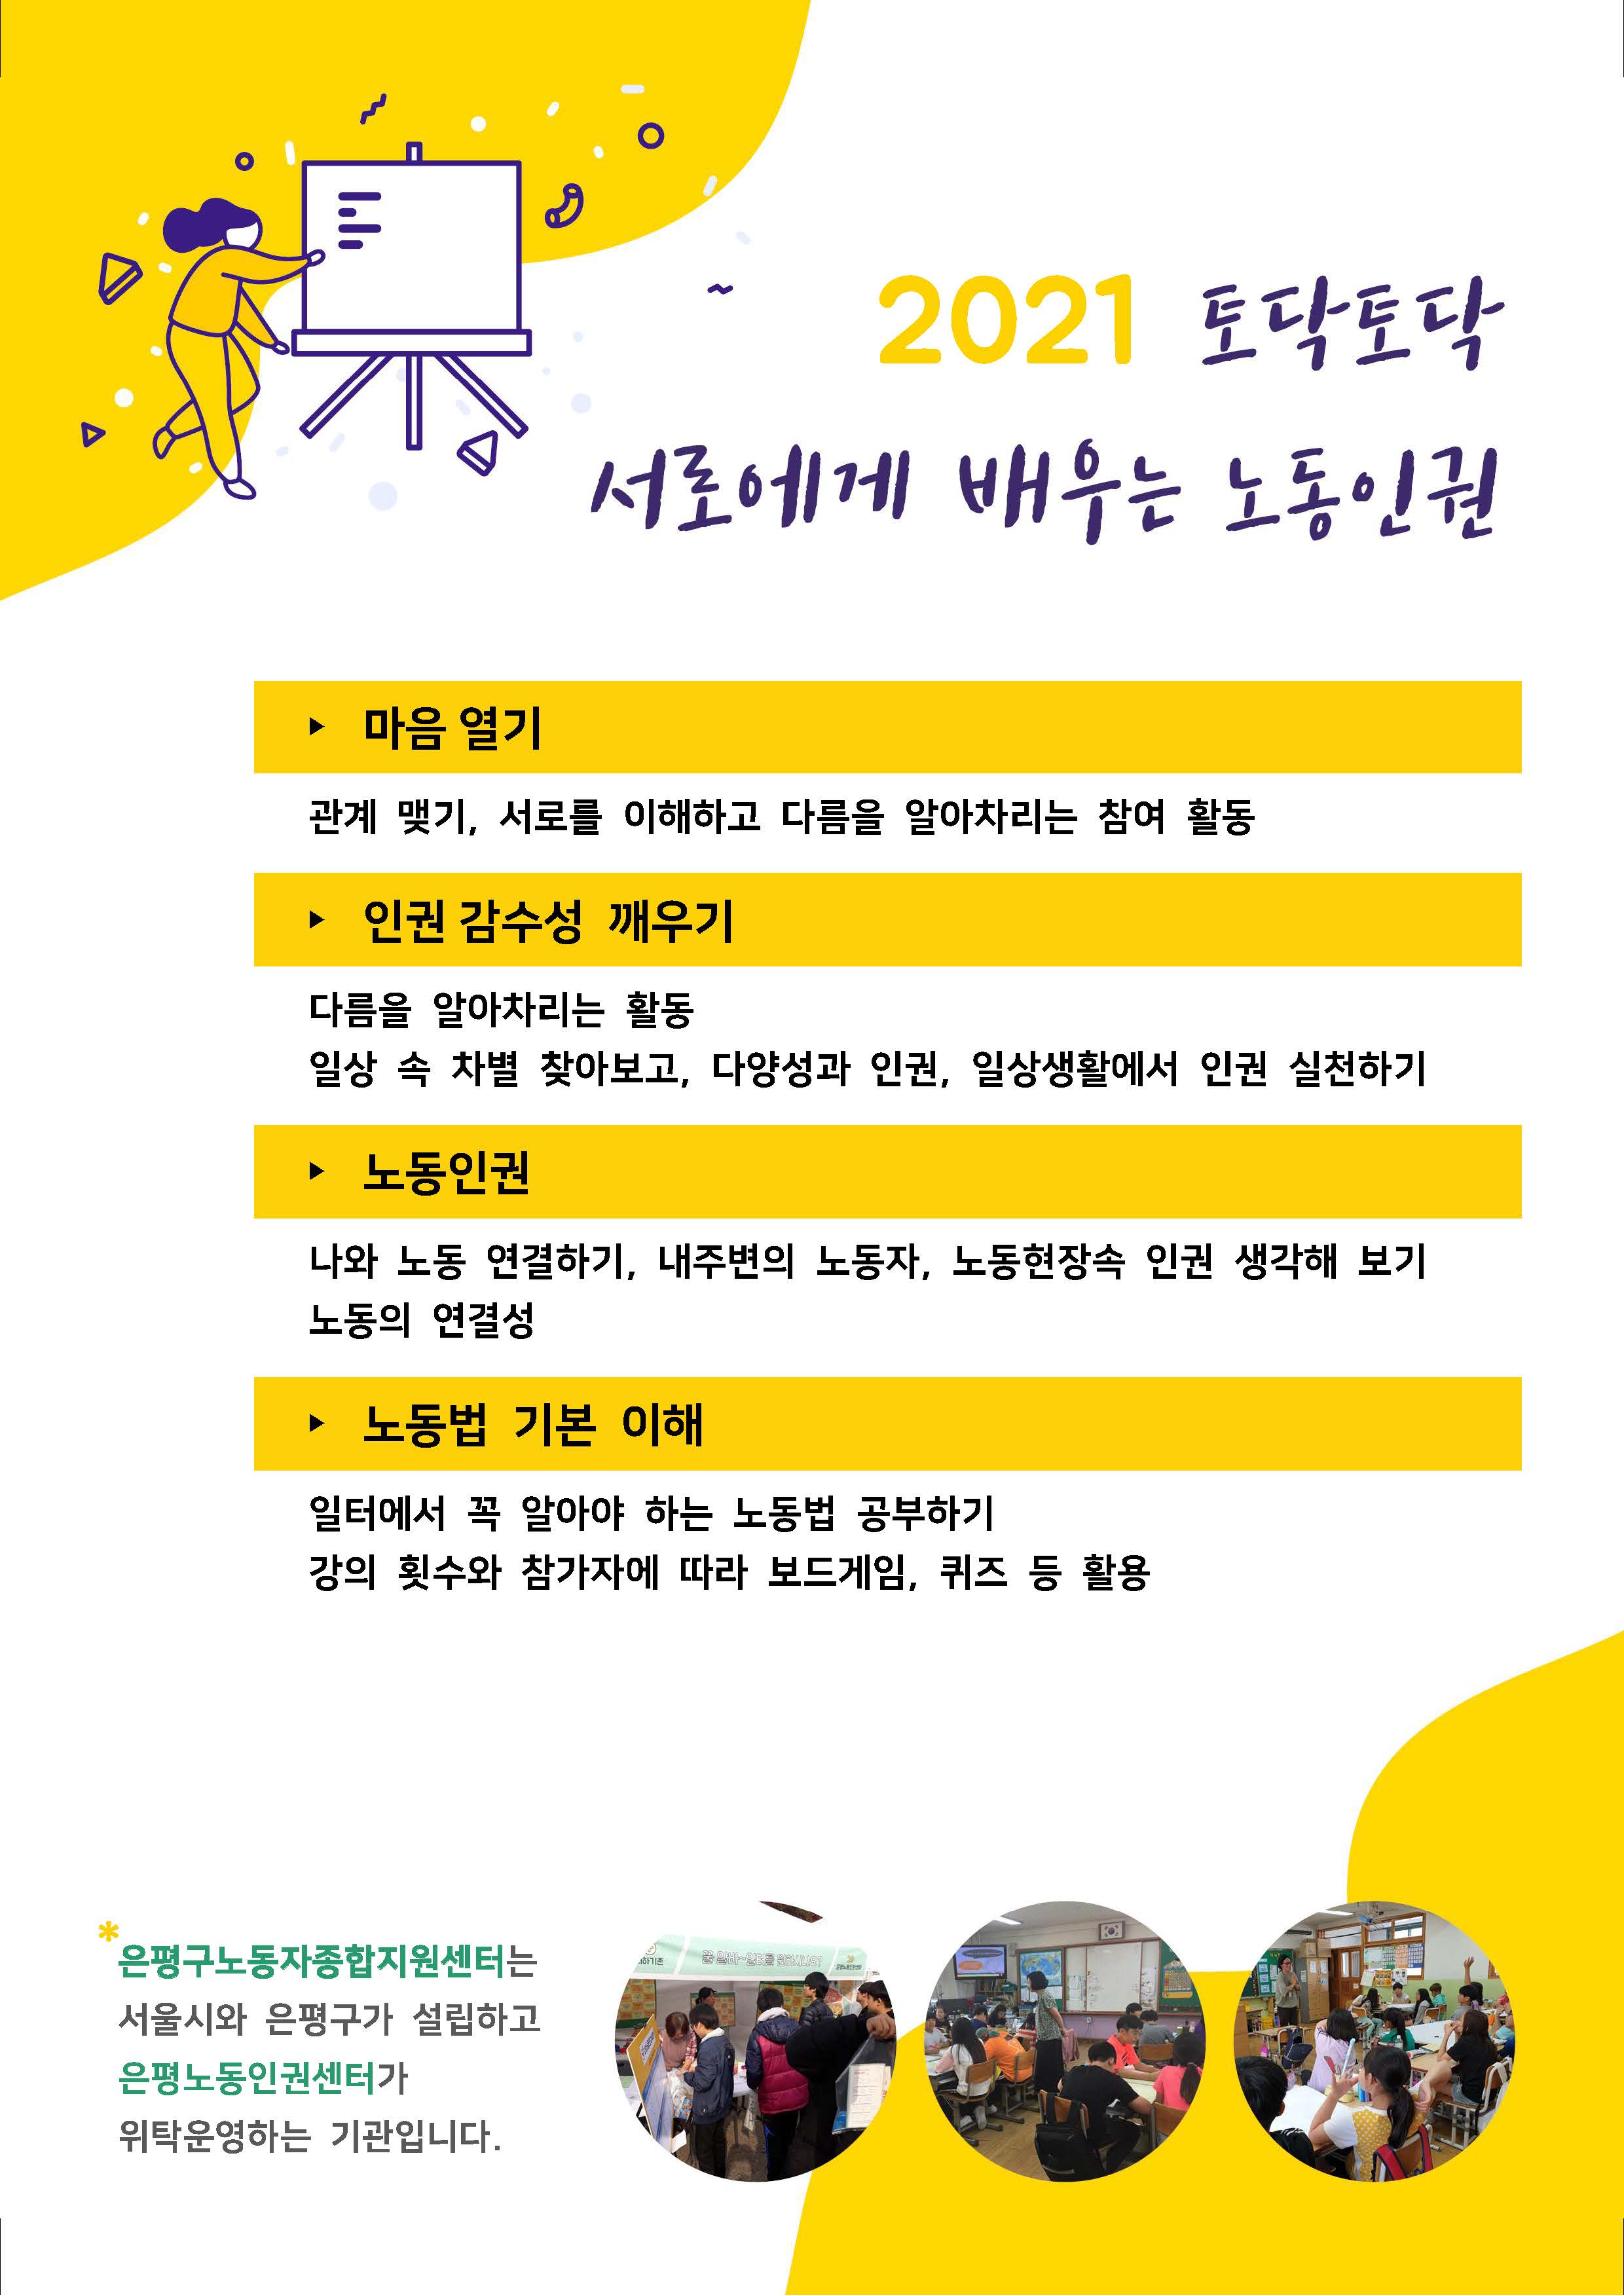 2021 토닥토닥
서로에게 배우는 노동인권
▶ 마음 열기
관계 맺기, 서로를 이해하고 다름을 알아차리는 참여 활동
▶ 인권 감수성 깨우기
다름을 알아차리는 활동
일상 속 차별 찾아보고, 다양성과 인권, 일상생활에서 인권 실천하기
▶ 노동인권
나와 노동 연결하기, 내주변의 노동자, 노동현장속 인권 생각해 보기
노동의 연결성
▶ 노동법 기본 이해
일터에서 꼭 알아야 하는 노동법 공부하기
강의 횟수와 참가자에 따라 보드게임, 퀴즈 등 활용
*은평구노동자종합지원센터는
서울시와 은평구가 설립하고
은평노동인권센터가
위탁운영하는 기관입니다.